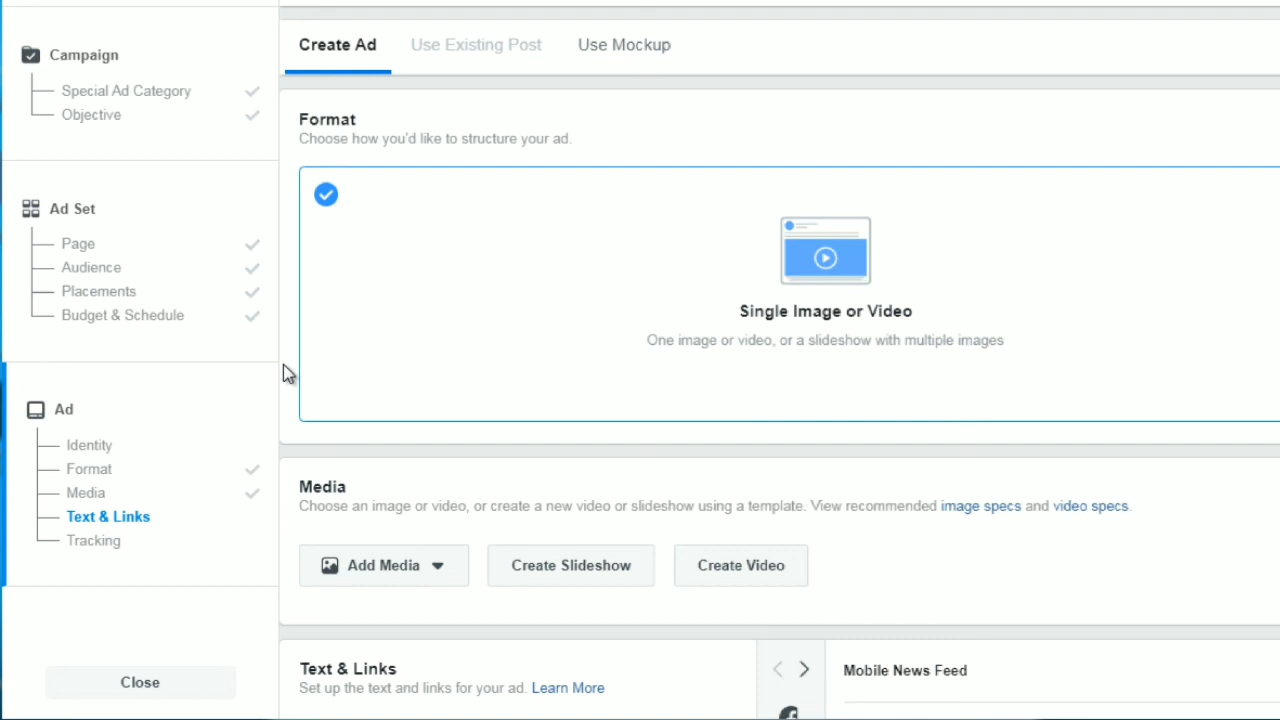 Campaign
Special Ad Category
Objective
Ad Set
Page
Audience
Placements
Budget & Schedule
Ad
Identity
Format
Media
Text & Links
Tracking
Close
Create Ad
Use Existing Post
Use Mockup
Format
Choose how you'd like to structure your ad.
Single Image or Video
One image or video, or a slideshow with multiple images
Media
Choose an image or video, or create a new video or slideshow using a template. View recommended image specs and video specs.
Add Media
Create Slideshow
Create Video
Text & Links
Set up the text and links for your ad. Learn More
Mobile News Feed